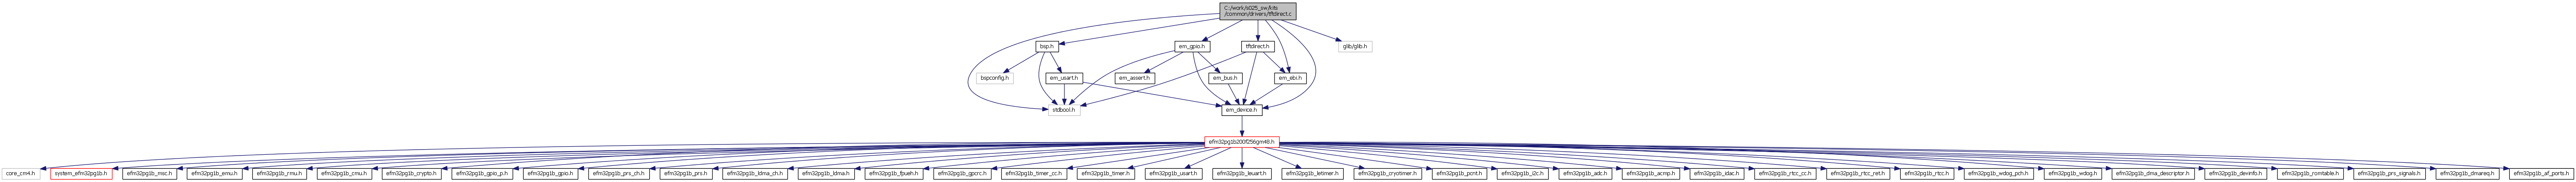 C:/work/s025_sw/kits
/common/drivers/tftdirect.c
bsp.h
em_gpio.h
tftdirect.h
glib/glib.h
bspconfig.h
em_usart.h
em_assert.h
em_bus.h
em_ebi.h
stdbool.h
em_device.h
efm32pg1b200f256gm48.h
core_cm4.h
system_efm32pg1b.h
efm32pg1b_msc.h
efm32pg1b_emu.h
efm32pg1b_rmu.h
efm32pg1b_cmu.h
efm32pg1b_crypto.h
efm32pg1b_gpio_p.h
efm32pg1b_gpio.h
efm32pg1b_prs_ch.h
efm32pg1b_prs.h
efm32pg1b_ldma_ch.h
efm32pg1b_ldma.h
efm32pg1b_fpueh.h
efm32pg1b_gpcrc.h
efm32pg1b_timer_cc.h
efm32pg1b_timer.h
efm32pg1b_usart.h
efm32pg1b_leuart.h
efm32pg1b_letimer.h
efm32pg1b_cryotimer.h
efm32pg1b_pcnt.h
efm32pg1b_i2c.h
efm32pg1b_adc.h
efm32pg1b_acmp.h
efm32pg1b_idac.h
efm32pg1b_rtcc_cc.h
efm32pg1b_rtcc_ret.h
efm32pg1b_rtcc.h
efm32pg1b_wdog_pch.h
efm32pg1b_wdog.h
efm32pg1b_dma_descriptor.h
efm32pg1b_devinfo.h
efm32pg1b_romtable.h
efm32pg1b_prs_signals.h
efm32pg1b_dmareq.h
efm32pg1b_af_ports.h